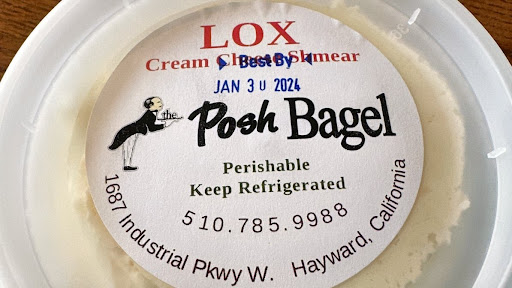 LOX
Cream Cheese Shmear
Best By
JAN 30 2024
the Posh Bagel
Perishable
Keep Refrigerated
510.785.9988
1687 Industrial Pkwy W. Hayward, California